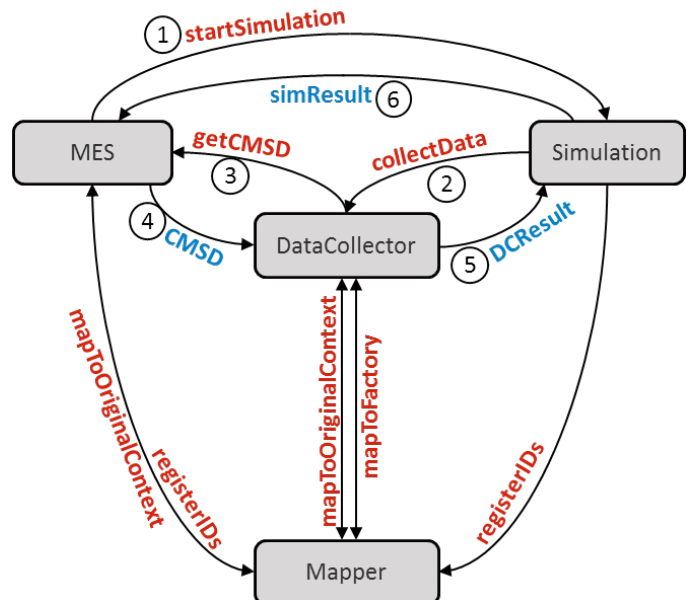 1 startSimulation
simResult 6
MES
getCMSD
collectData
Simulation
3
2
4
CMSD
DataCollector
5
DCResult
mapToOriginalContext
registerIDs
mapToOriginalContext
mapToFactory
registerIDs
Mapper